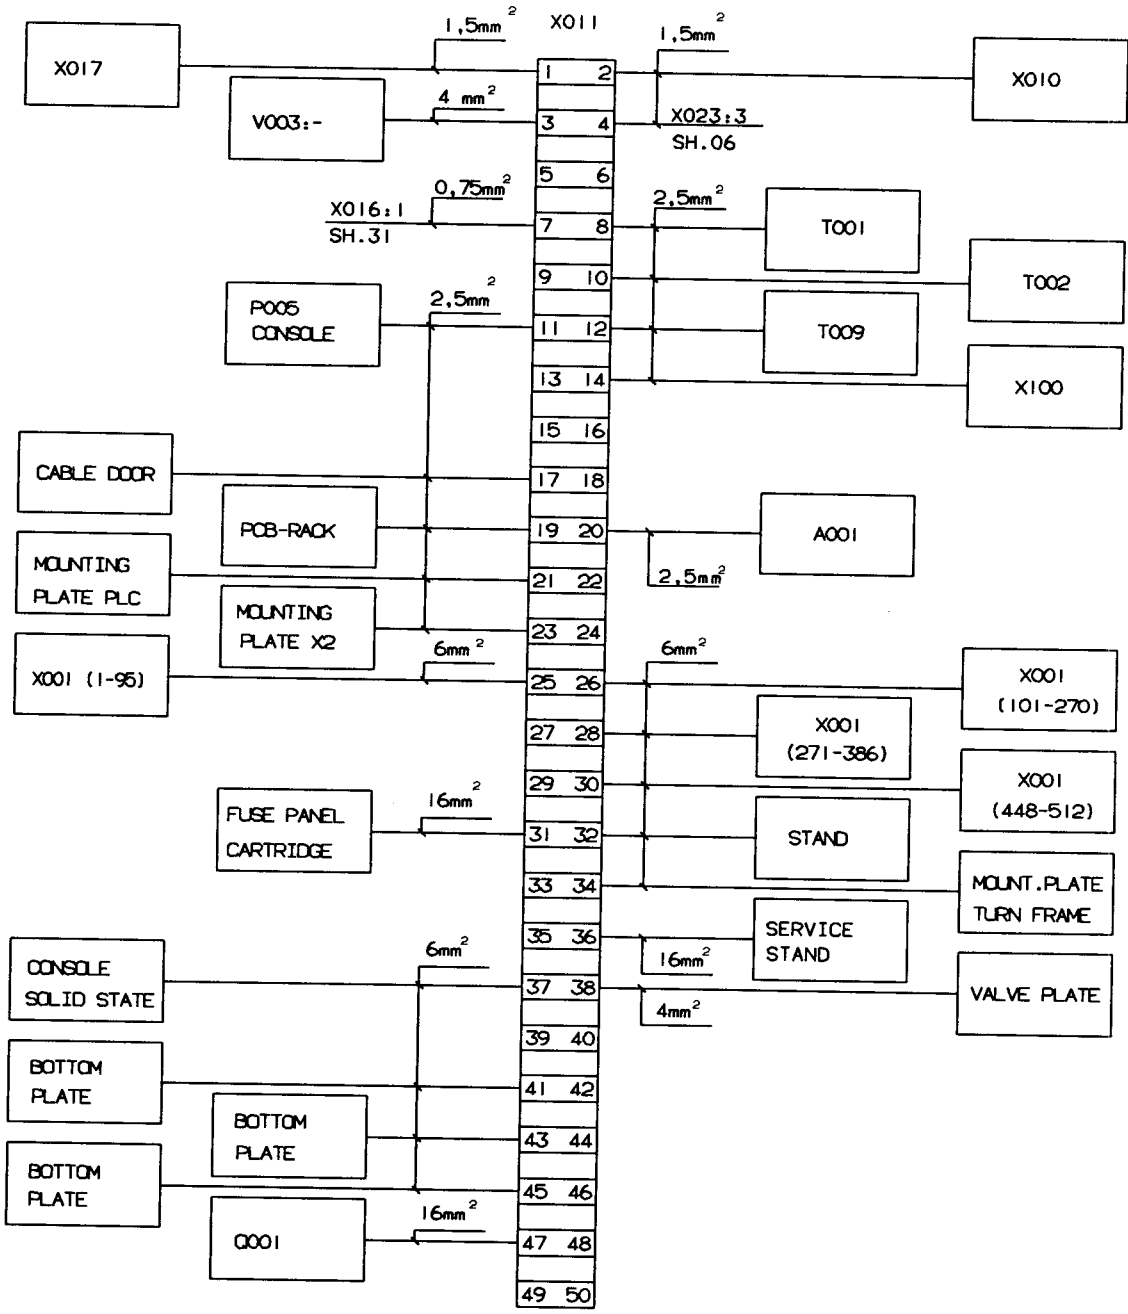 X011
1,5mm²
1,5mm²
X017
1 2
X010
4 mm²
V003:-
3 4
X023:3
SH.06
5 6
0,75mm²
2,5mm²
X016:1
SH.31
7 8
T001
9 10
T002
2,5mm²
P005
CONSOLE
11 12
T009
13 14
X100
15 16
CABLE DOOR
17 18
PCB-RACK
19 20
A001
2,5mm²
MOUNTING
PLATE PLC
21 22
MOUNTING
PLATE X2
23 24
6mm²
6mm²
X001 (1-95)
25 26
X001
(101-270)
27 28
X001
(271-386)
29 30
X001
(448-512)
16mm²
FUSE PANEL
CARTRIDGE
31 32
STAND
33 34
MOUNT.PLATE
TURN FRAME
35 36
SERVICE
STAND
16mm²
6mm²
CONSOLE
SOLID STATE
37 38
VALVE PLATE
4mm²
39 40
BOTTOM
PLATE
41 42
BOTTOM
PLATE
43 44
BOTTOM
PLATE
45 46
16mm²
Q001
47 48
49 50